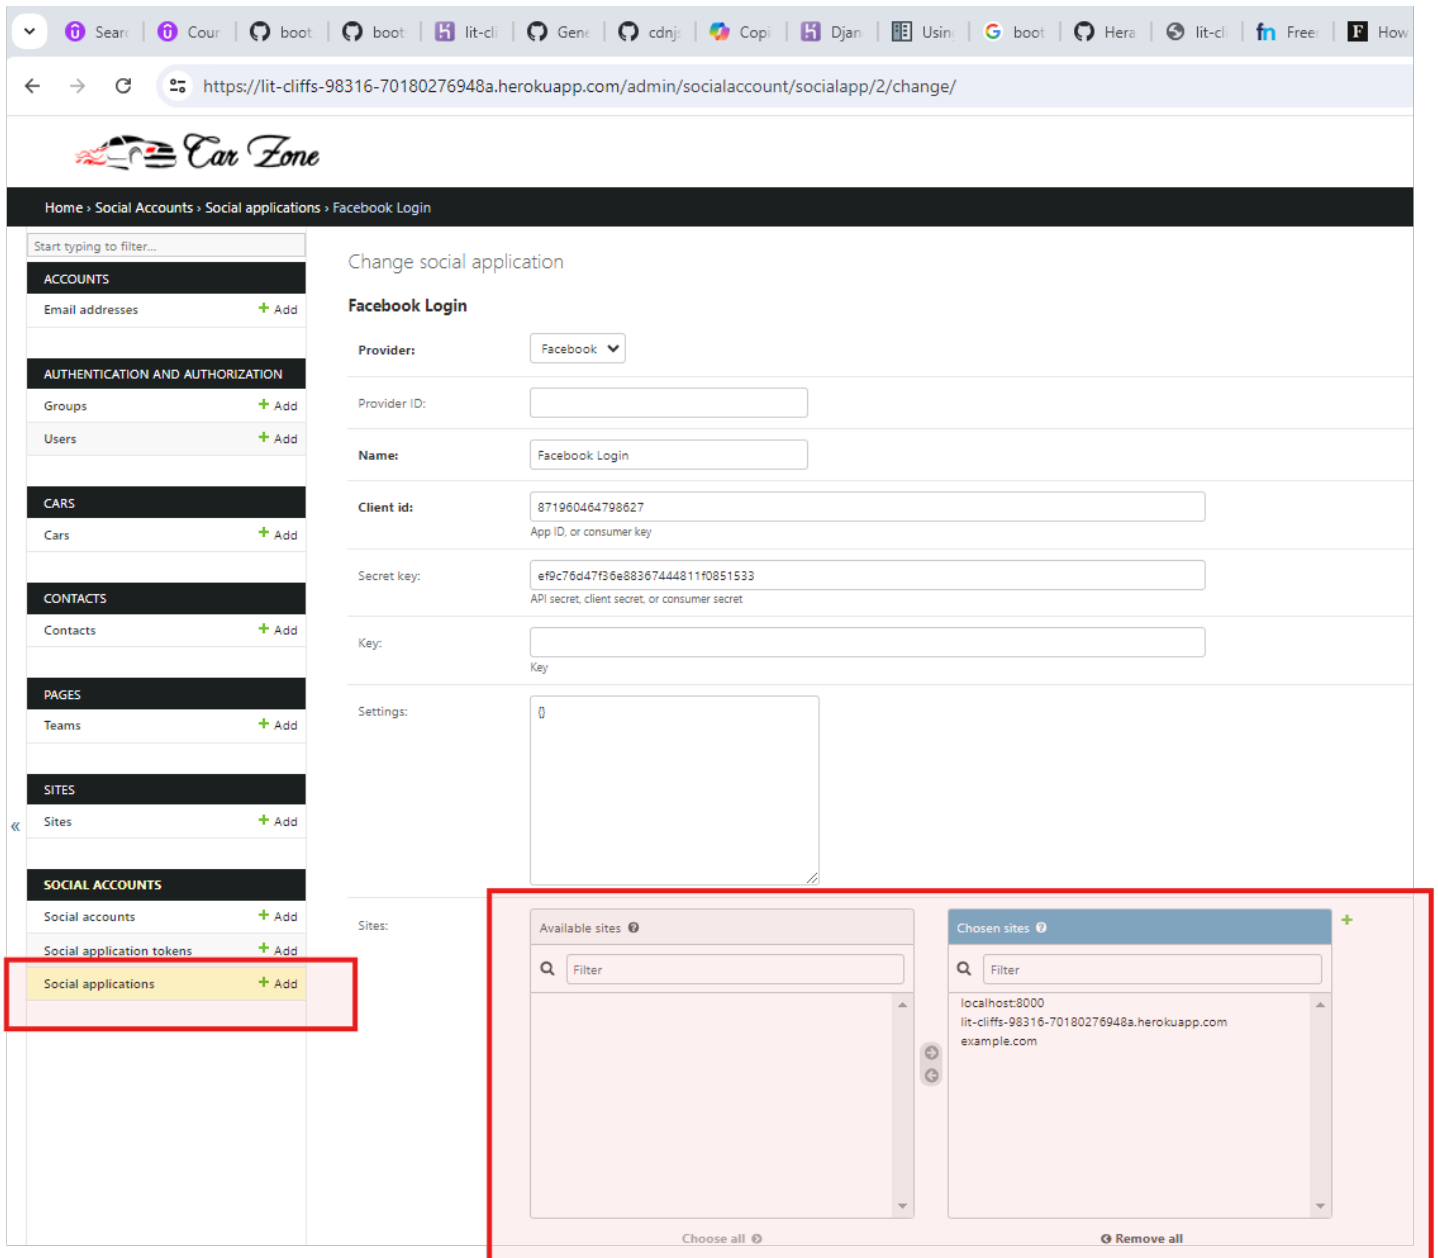 Searc
Cour
boot
boot
lit-cli
Gene
cdnjs
Copi
Djan
Using
boot
Hera
lit-cl
fn Free
F How
https://lit-cliffs-98316-70180276948a.herokuapp.com/admin/socialaccount/socialapp/2/change/
Car Zone
Home › Social Accounts › Social applications › Facebook Login
Start typing to filter...
ACCOUNTS
Email addresses + Add
AUTHENTICATION AND AUTHORIZATION
Groups + Add
Users + Add
CARS
Cars + Add
CONTACTS
Contacts + Add
PAGES
Teams + Add
SITES
Sites + Add
«
SOCIAL ACCOUNTS
Social accounts + Add
Social application tokens + Add
Social applications + Add
Change social application
Facebook Login
Provider: Facebook
Provider ID:
Name: Facebook Login
Client id: 871960464798627
App ID, or consumer key
Secret key: ef9c76d47f36e88367444811f0851533
API secret, client secret, or consumer secret
Key:
Key
Settings: {}
Sites:
Available sites
Filter
Choose all
Chosen sites
Filter
localhost:8000
lit-cliffs-98316-70180276948a.herokuapp.com
example.com
Remove all